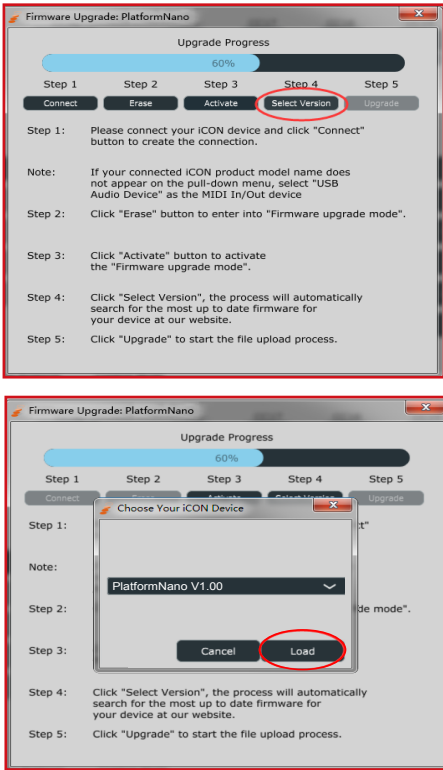 Firmware Upgrade: PlatformNano
Upgrade Progress
60%
Step 1 Step 2 Step 3 Step 4 Step 5
Connect Erase Activate Select Version Upgrade
Step 1: Please connect your iCON device and click "Connect"
button to create the connection.
Note: If your connected iCON product model name does
not appear on the pull-down menu, select "USB
Audio Device" as the MIDI In/Out device
Step 2: Click "Erase" button to enter into "Firmware upgrade mode".
Step 3: Click "Activate" button to activate
the "Firmware upgrade mode".
Step 4: Click "Select Version", the process will automatically
search for the most up to date firmware for
your device at our website.
Step 5: Click "Upgrade" to start the file upload process.
Firmware Upgrade: PlatformNano
Upgrade Progress
60%
Step 1 Step 2 Step 3 Step 4 Step 5
Connect Erase Activate Select Version Upgrade
Choose Your iCON Device
Step 1: ct"
Note:
PlatformNano V1.00
Step 2: de mode".
Step 3:
Cancel Load
Step 4: Click "Select Version", the process will automatically
search for the most up to date firmware for
your device at our website.
Step 5: Click "Upgrade" to start the file upload process.